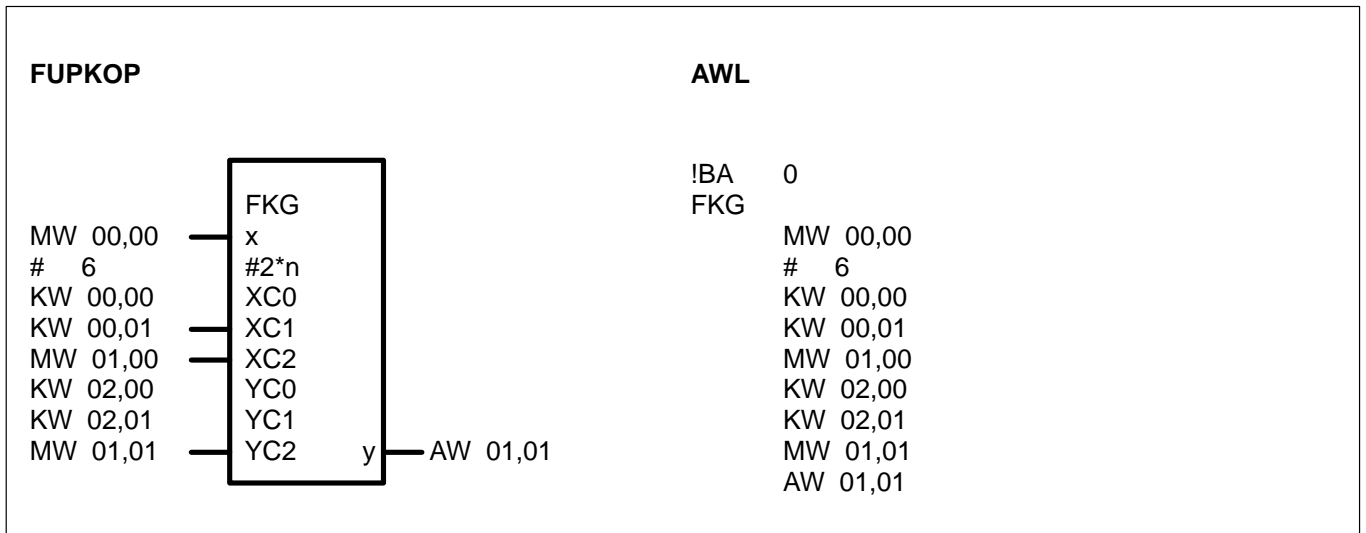 FUPKOP
FKG
MW 00,00 x
# 6 #2*n
KW 00,00 XC0
KW 00,01 XC1
MW 01,00 XC2
KW 02,00 YC0
KW 02,01 YC1
MW 01,01 YC2 y AW 01,01
AWL
!BA 0
FKG
MW 00,00
# 6
KW 00,00
KW 00,01
MW 01,00
KW 02,00
KW 02,01
MW 01,01
AW 01,01